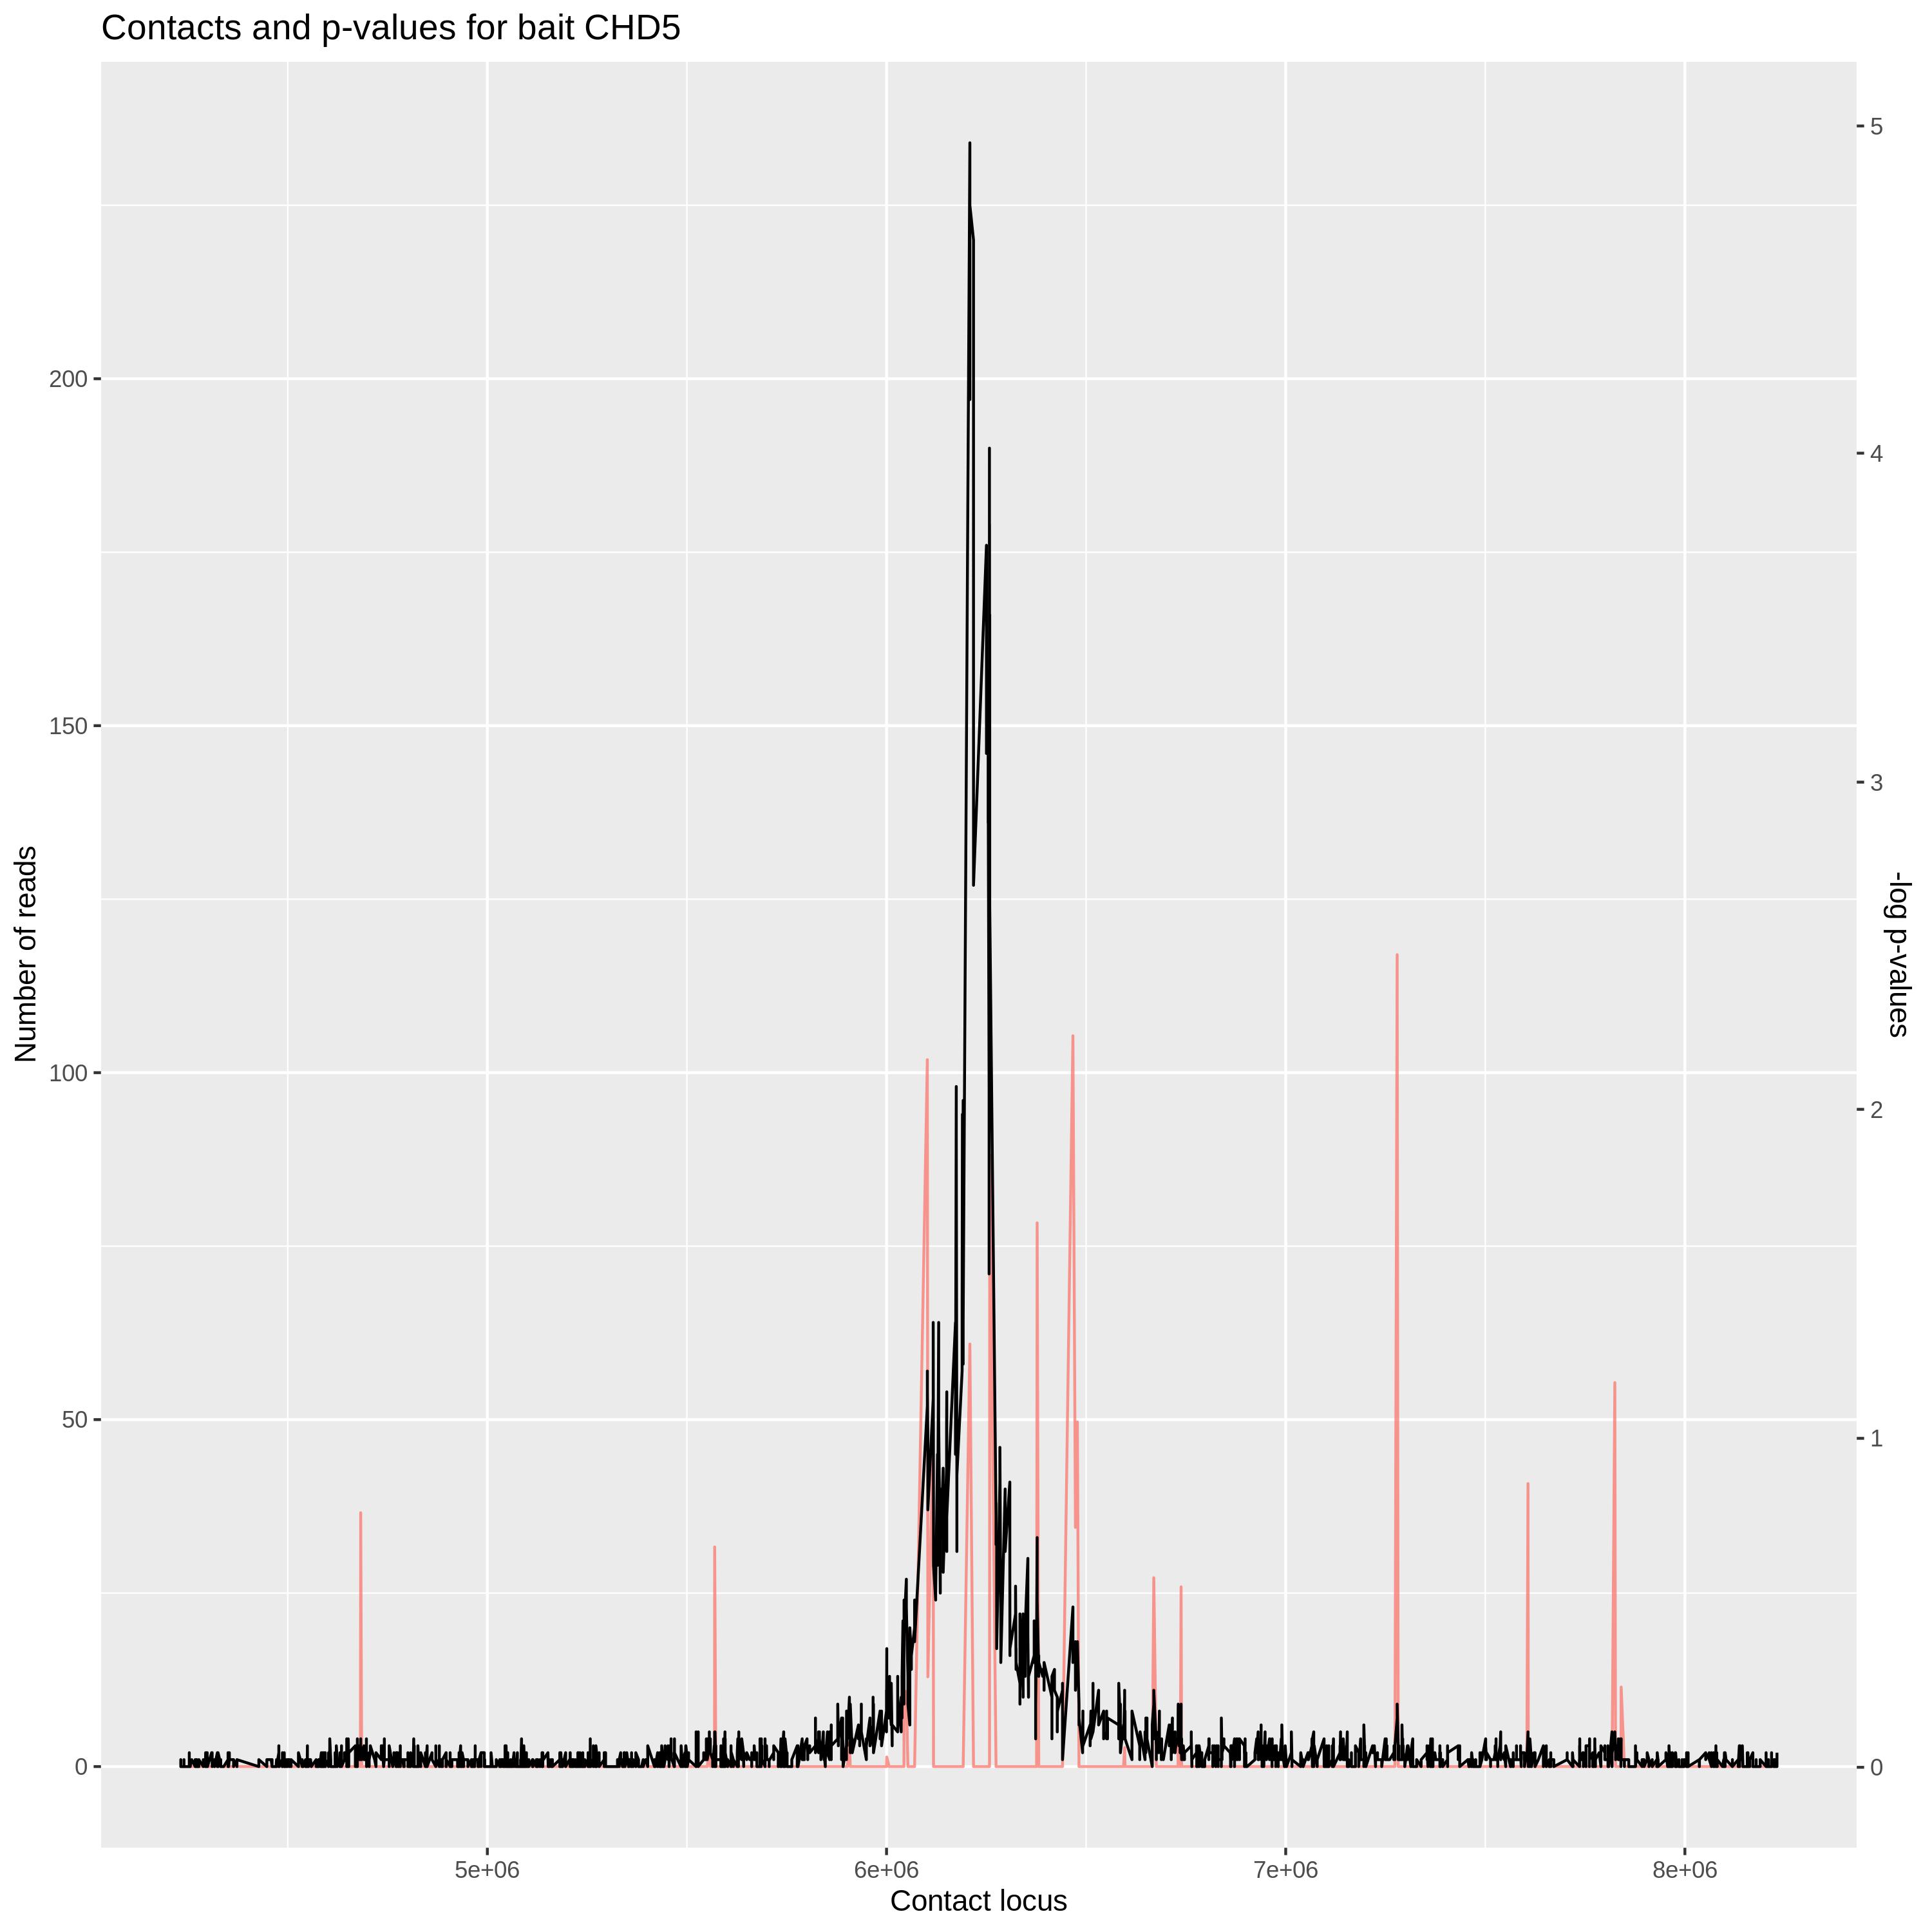 Contacts and p-values for bait CHD5
Number of reads
200
150
100
50
0
5
4
3
2
1
0
-log p-values
5e+06
6e+06
7e+06
8e+06
Contact locus